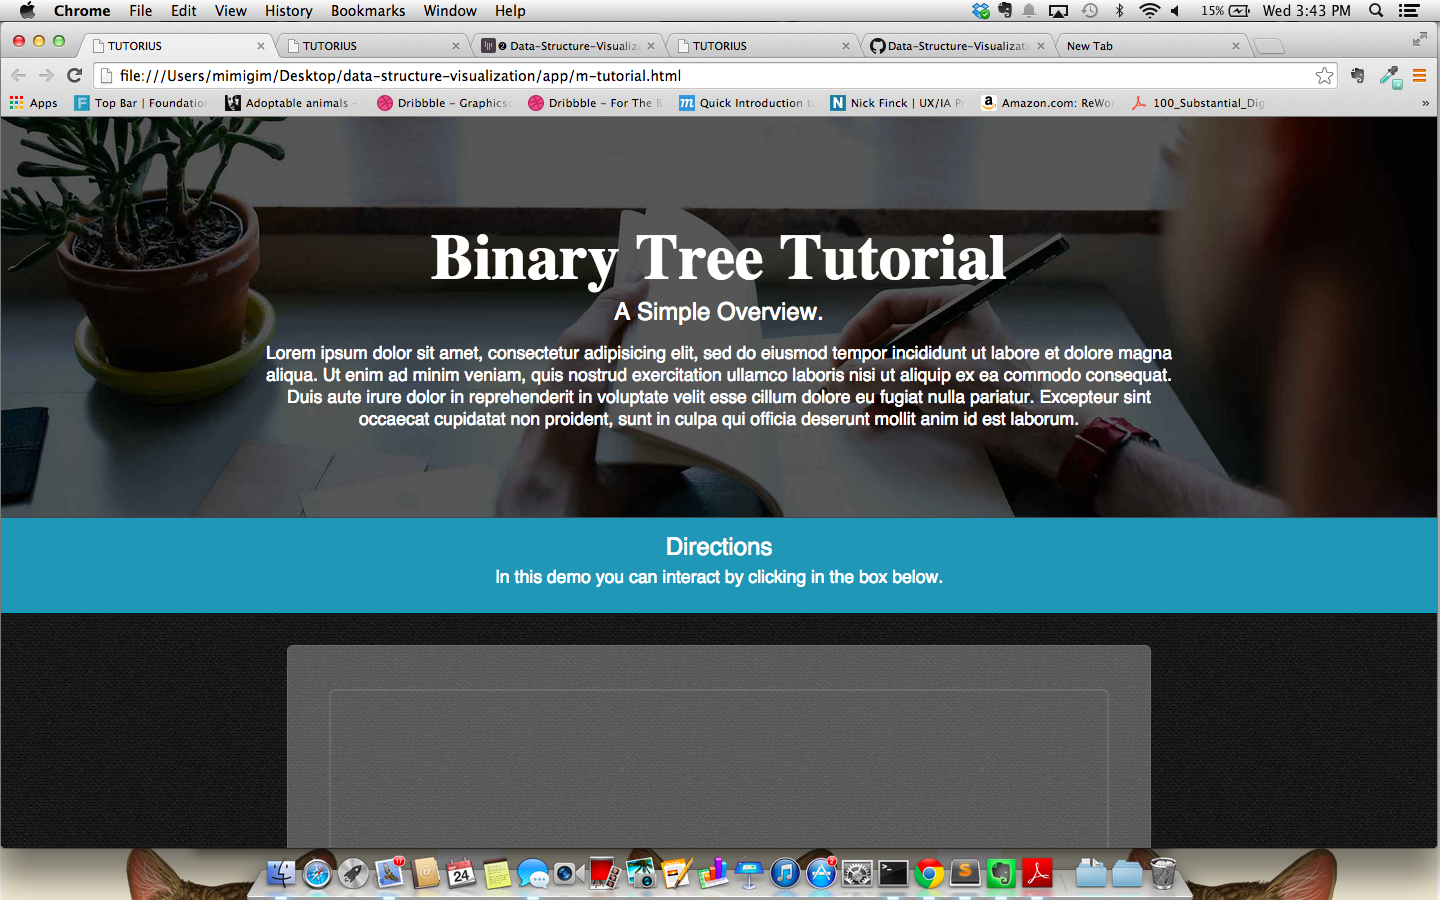 Chrome File Edit View History Bookmarks Window Help 15% Wed 3:43 PM
TUTORIUS TUTORIUS Data-Structure-Visualiz TUTORIUS Data-Structure-Visualizati New Tab
file:///Users/mimigim/Desktop/data-structure-visualization/app/m-tutorial.html
Apps Top Bar | Foundation Adoptable animals – Dribbble – Graphics Dribbble – For The B Quick Introduction t Nick Finck | UX/IA P Amazon.com: ReWor 100_Substantial_Dig »
Binary Tree Tutorial
A Simple Overview.
Lorem ipsum dolor sit amet, consectetur adipisicing elit, sed do eiusmod tempor incididunt ut labore et dolore magna
aliqua. Ut enim ad minim veniam, quis nostrud exercitation ullamco laboris nisi ut aliquip ex ea commodo consequat.
Duis aute irure dolor in reprehenderit in voluptate velit esse cillum dolore eu fugiat nulla pariatur. Excepteur sint
occaecat cupidatat non proident, sunt in culpa qui officia deserunt mollit anim id est laborum.
Directions
In this demo you can interact by clicking in the box below.
17 24 7